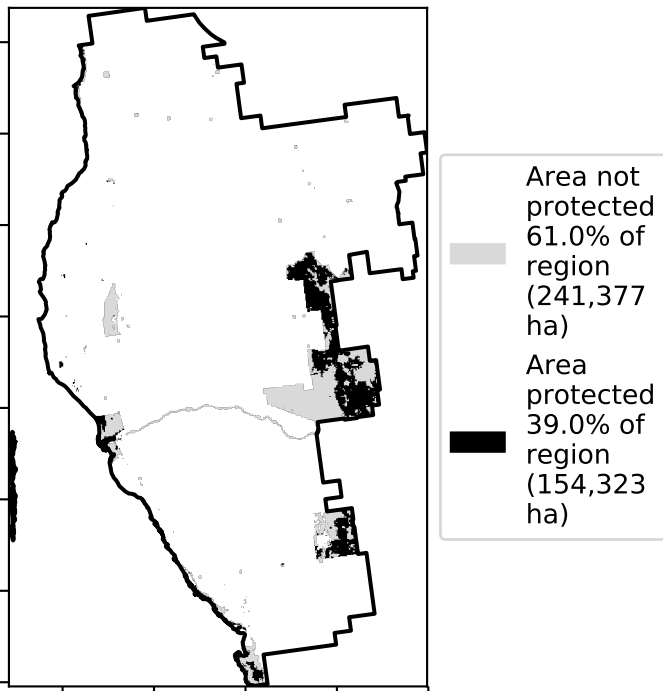 Area not
protected
61.0% of
region
(241,377
ha)
Area
protected
39.0% of
region
(154,323
ha)